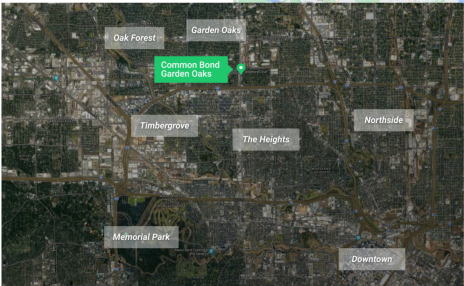 Garden Oaks
Oak Forest
Common Bond
Garden Oaks
Northside
Timbergrove
The Heights
Memorial Park
Downtown